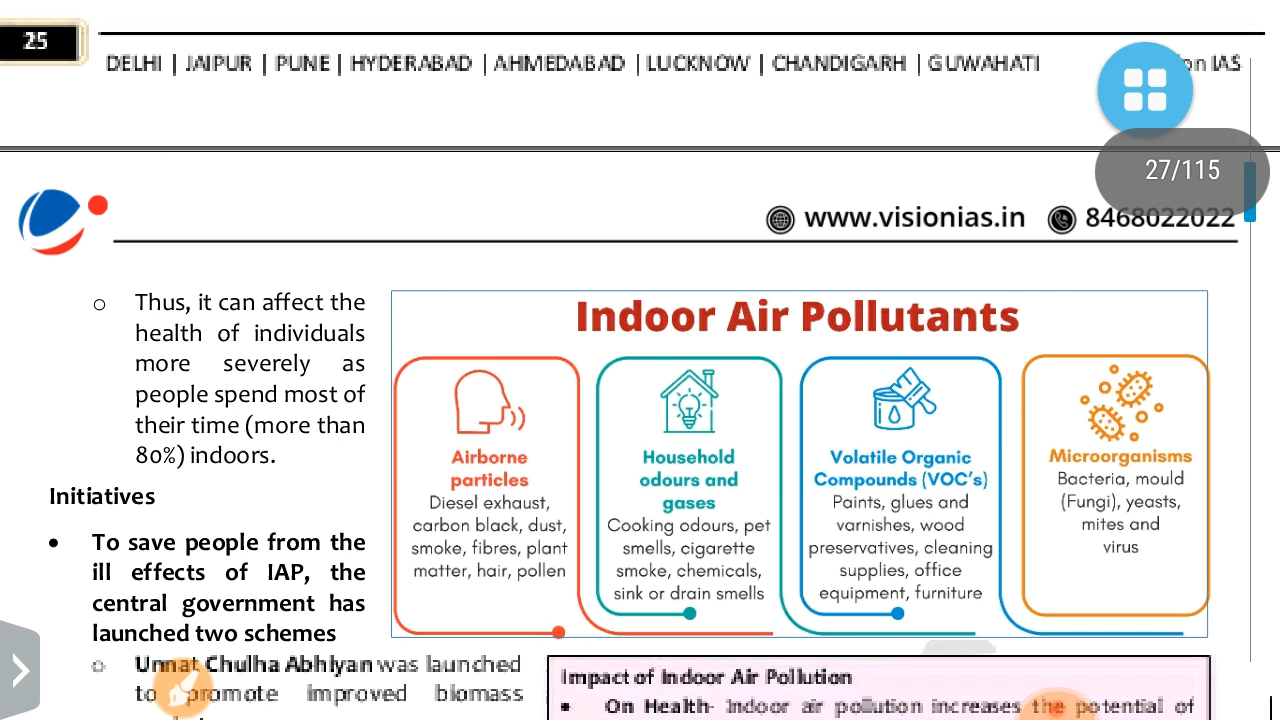 25
DELHI | JAIPUR | PUNE | HYDERABAD | AHMEDABAD | LUCKNOW | CHANDIGARH | GUWAHATI
on IAS
27/115
www.visionias.in 8468022022
o Thus, it can affect the
health of individuals
more severely as
people spend most of
their time (more than
80%) indoors.
Initiatives
• To save people from the
ill effects of IAP, the
central government has
launched two schemes
o Unnat Chulha Abhiyan was launched
to promote improved biomass
Indoor Air Pollutants
Airborne
particles
Diesel exhaust,
carbon black, dust,
smoke, fibres, plant
matter, hair, pollen
Household
odours and
gases
Cooking odours, pet
smells, cigarette
smoke, chemicals,
sink or drain smells
Volatile Organic
Compounds (VOC's)
Paints, glues and
varnishes, wood
preservatives, cleaning
supplies, office
equipment, furniture
Microorganisms
Bacteria, mould
(Fungi), yeasts,
mites and
virus
Impact of Indoor Air Pollution
• On Health- Indoor air pollution increases the potential of